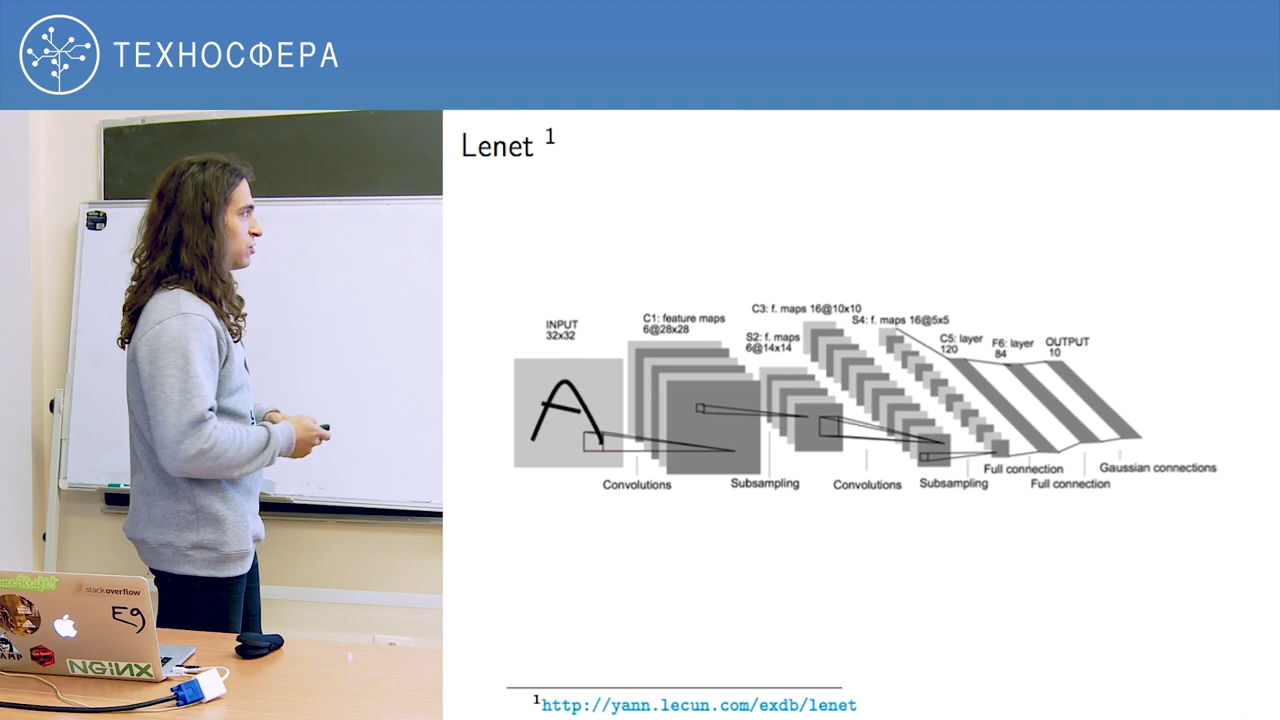 ТЕХНОСФЕРА
Lenet 1
INPUT
32x32
C1: feature maps
6@28x28
S2: f. maps
6@14x14
C3: f. maps 16@10x10
S4: f. maps 16@5x5
C5: layer
120
F6: layer
84
OUTPUT
10
Convolutions
Subsampling
Convolutions
Subsampling
Full connection
Full connection
Gaussian connections
1http://yann.lecun.com/exdb/lenet
stackoverflow
NGINX